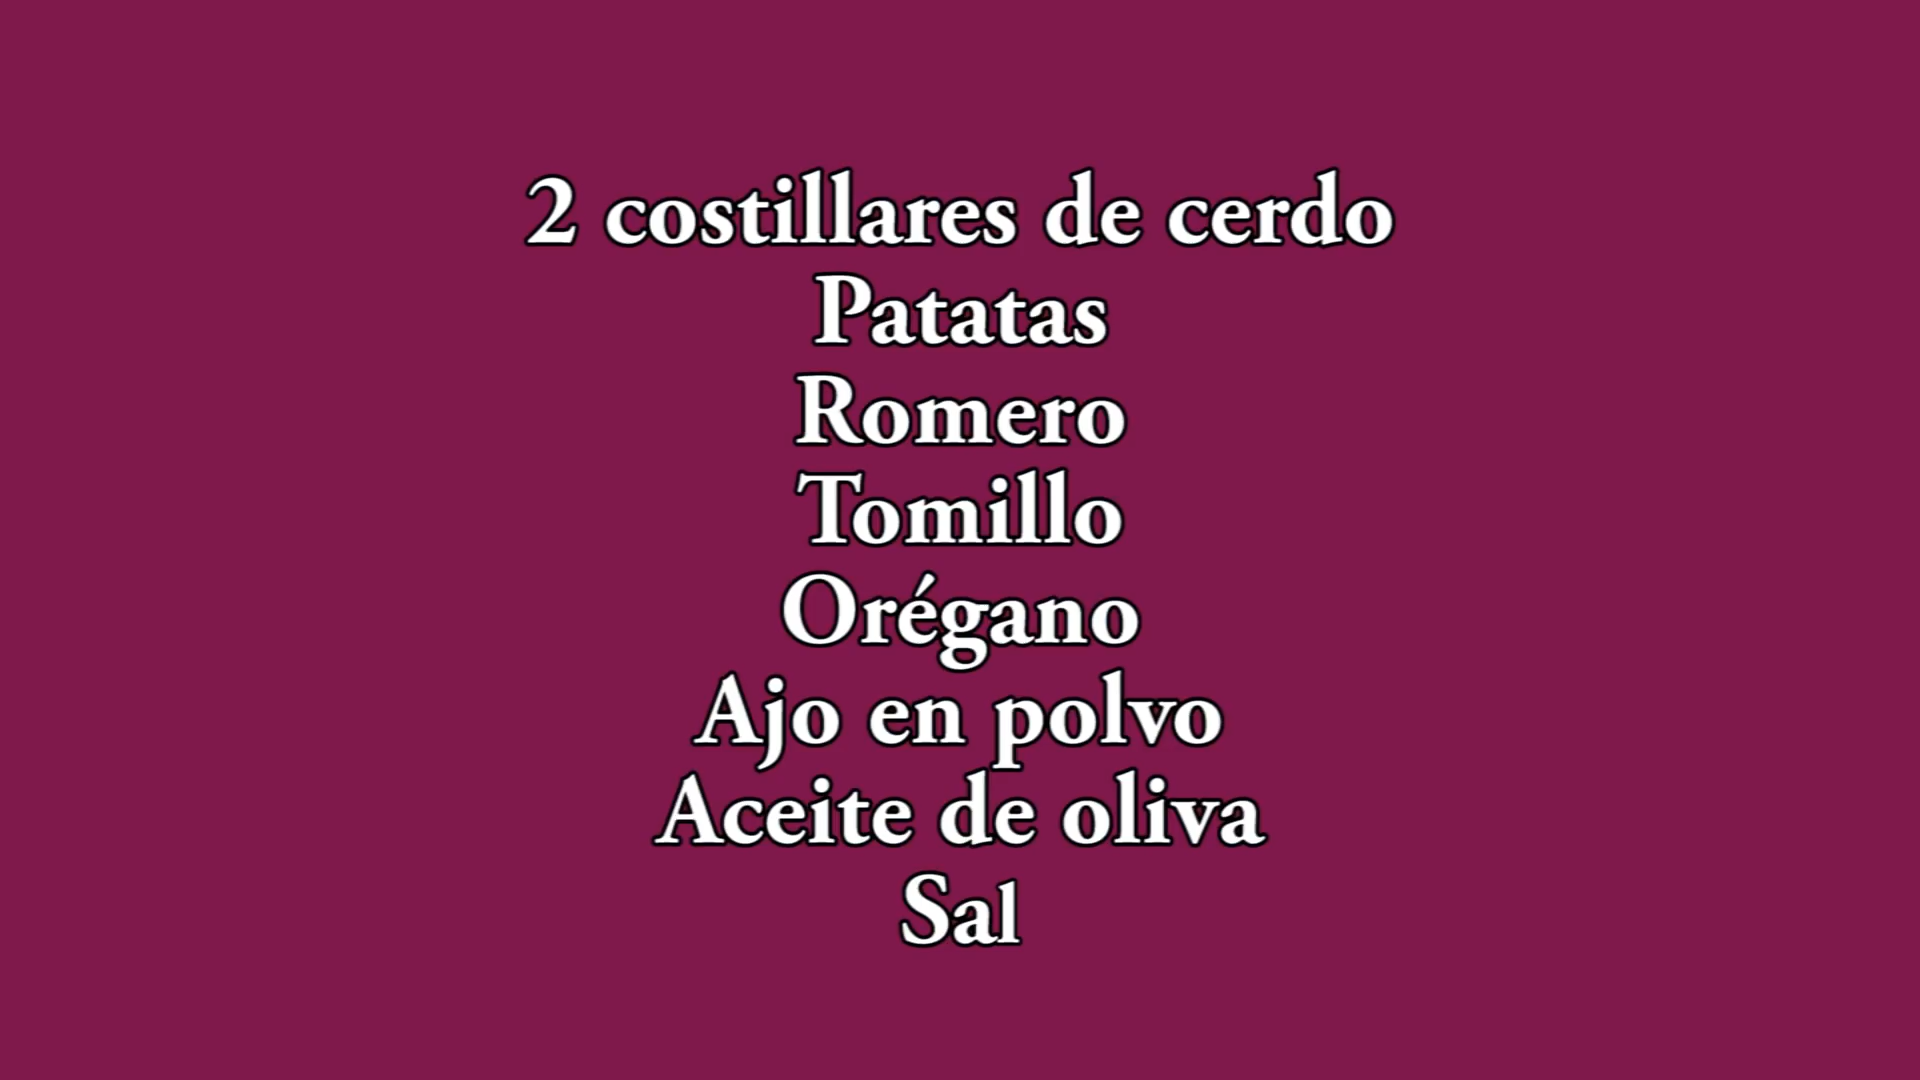 2 costillares de cerdo
Patatas
Romero
Tomillo
Orégano
Ajo en polvo
Aceite de oliva
Sal